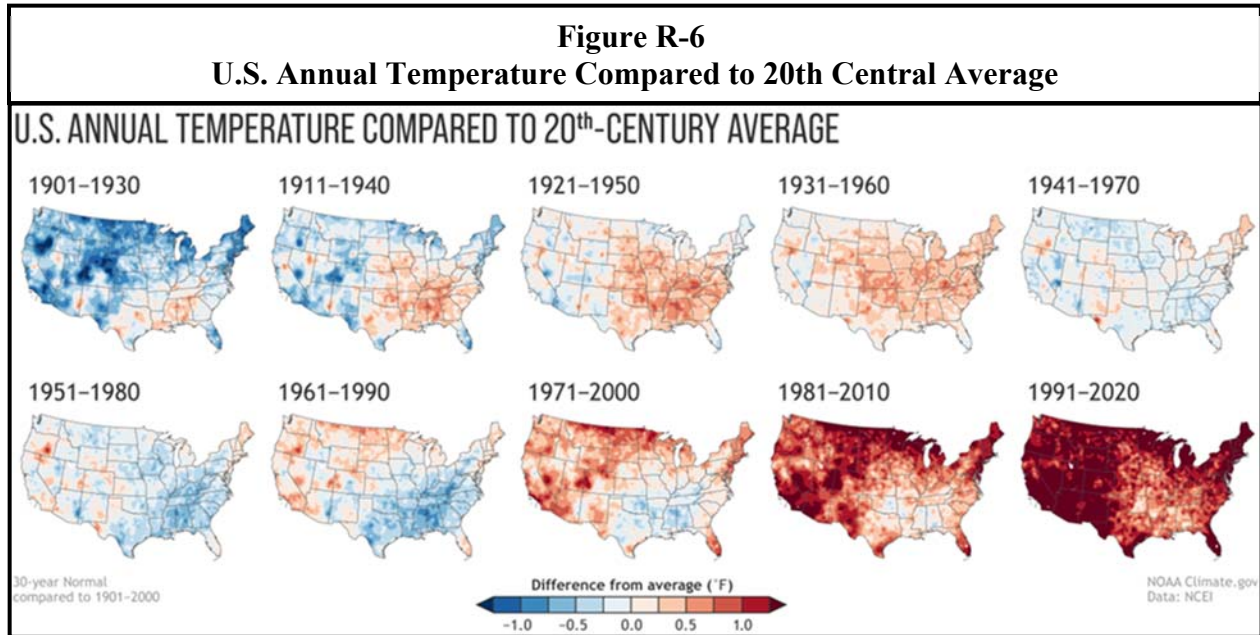 Figure R-6
U.S. Annual Temperature Compared to 20th Central Average
U.S. ANNUAL TEMPERATURE COMPARED TO 20th-CENTURY AVERAGE
1901–1930
1911–1940
1921–1950
1931–1960
1941–1970
1951–1980
1961–1990
1971–2000
1981–2010
1991–2020
30-year Normal
compared to 1901–2000
Difference from average (°F)
-1.0 -0.5 0.0 0.5 1.0
NOAA Climate.gov
Data: NCEI